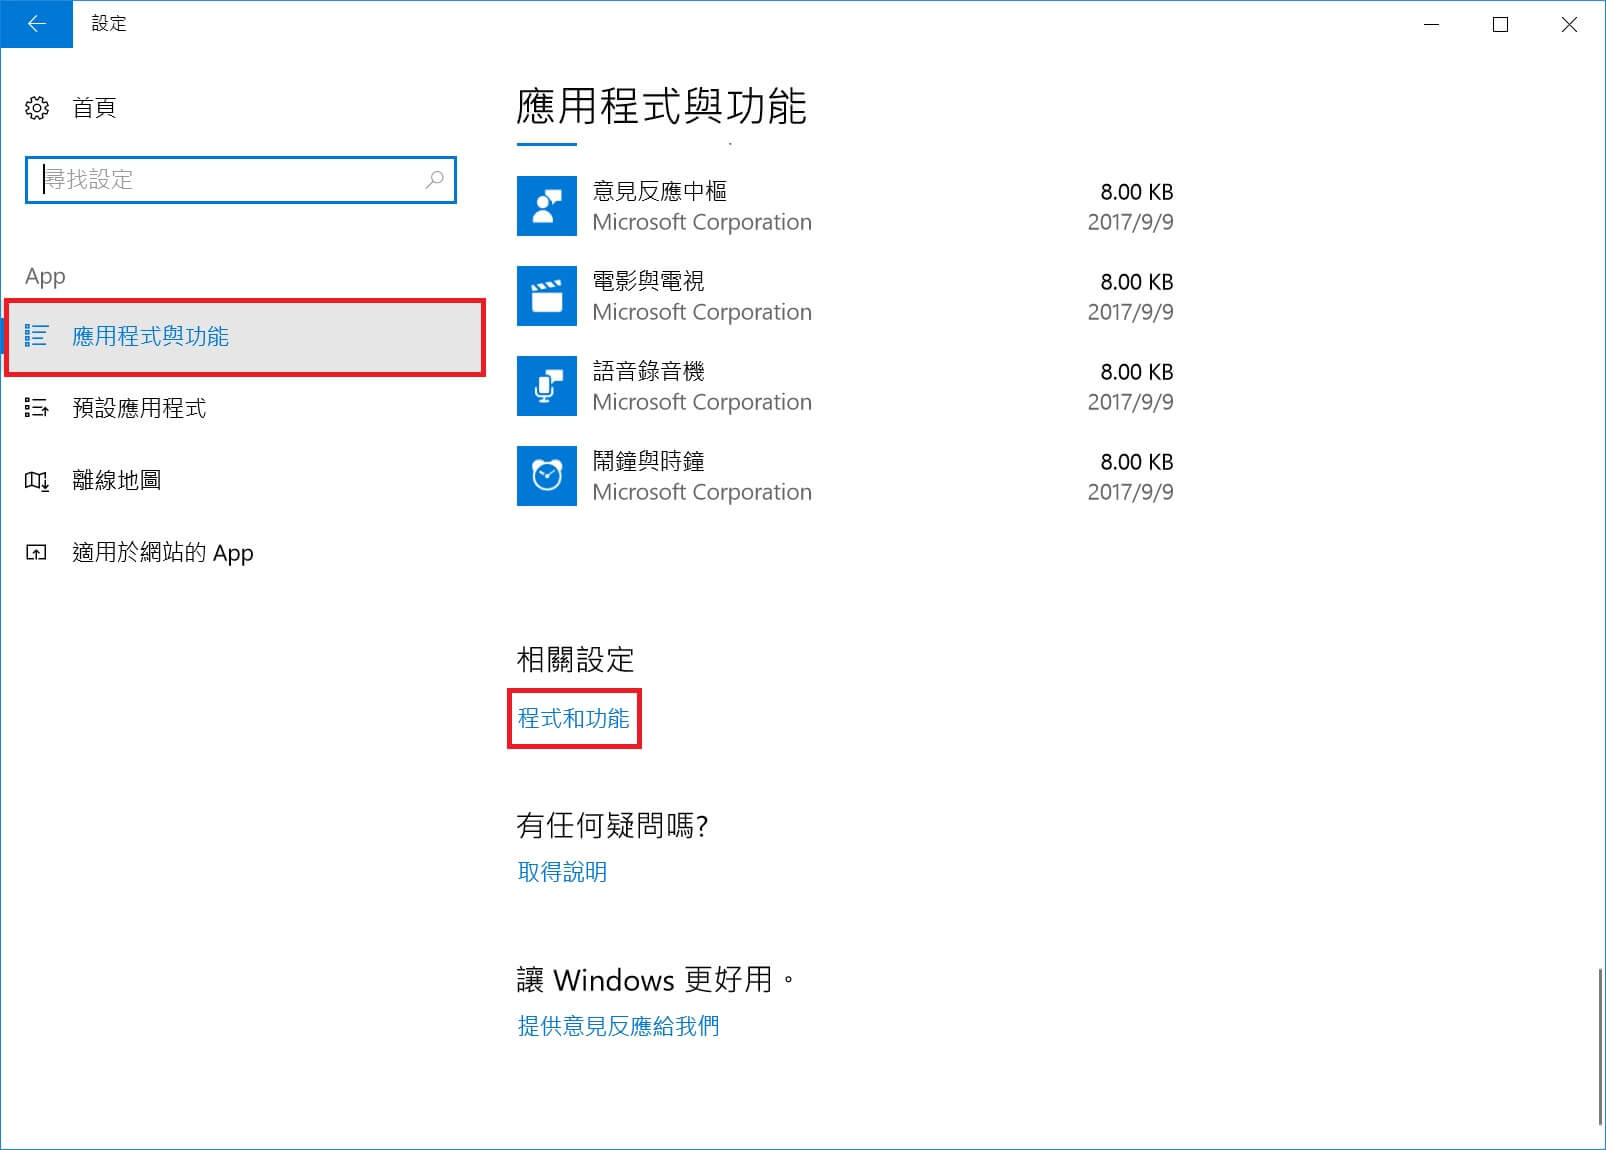 設定
首頁
尋找設定
App
應用程式與功能
預設應用程式
離線地圖
適用於網站的 App
應用程式與功能
意見反應中樞 8.00 KB
Microsoft Corporation 2017/9/9
電影與電視 8.00 KB
Microsoft Corporation 2017/9/9
語音錄音機 8.00 KB
Microsoft Corporation 2017/9/9
鬧鐘與時鐘 8.00 KB
Microsoft Corporation 2017/9/9
相關設定
程式和功能
有任何疑問嗎?
取得說明
讓 Windows 更好用。
提供意見反應給我們